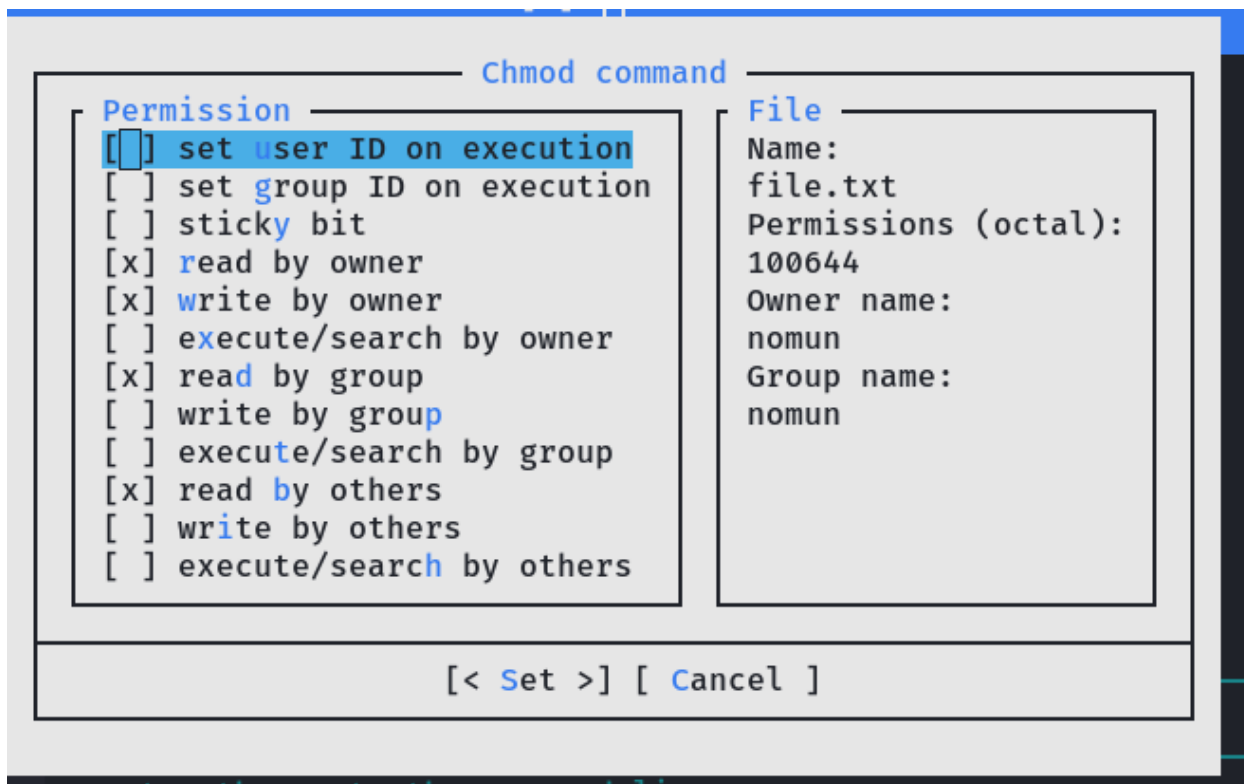 Chmod command
Permission
[ ] set user ID on execution
[ ] set group ID on execution
[ ] sticky bit
[x] read by owner
[x] write by owner
[ ] execute/search by owner
[x] read by group
[ ] write by group
[ ] execute/search by group
[x] read by others
[ ] write by others
[ ] execute/search by others
File
Name:
file.txt
Permissions (octal):
100644
Owner name:
nomun
Group name:
nomun
[< Set >] [ Cancel ]